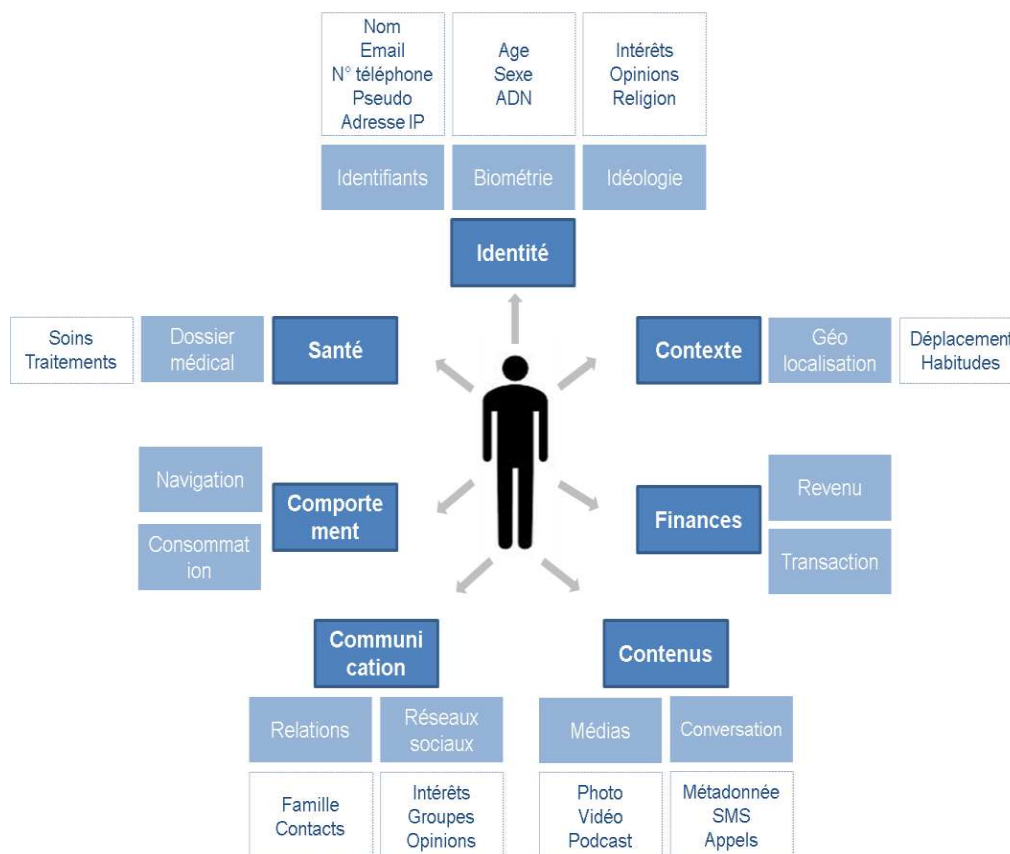 Nom
Email
N° téléphone
Pseudo
Adresse IP
Age
Sexe
ADN
Intérêts
Opinions
Religion
Identifiants
Biométrie
Idéologie
Identité
Soins
Traitements
Dossier
médical
Santé
Contexte
Géo
localisation
Déplacement
Habitudes
Navigation
Consommat
ion
Comporte
ment
Finances
Revenu
Transaction
Communi
cation
Contenus
Relations
Réseaux
sociaux
Médias
Conversation
Famille
Contacts
Intérêts
Groupes
Opinions
Photo
Vidéo
Podcast
Métadonnée
SMS
Appels